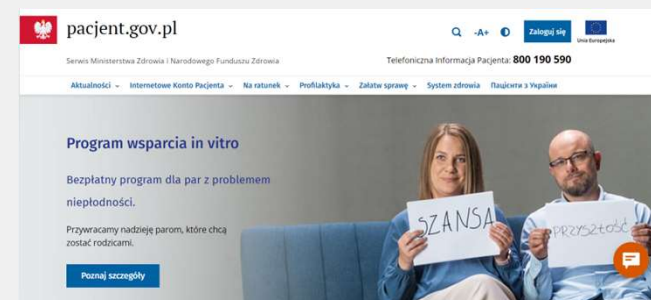 pacjent.gov.pl
-A+
Zaloguj się
Unia Europejska
Serwis Ministerstwa Zdrowia i Narodowego Funduszu Zdrowia
Telefoniczna Informacja Pacjenta: 800 190 590
Aktualności
Internetowe Konto Pacjenta
Na ratunek
Profilaktyka
Załatw sprawę
System zdrowia
Пацієнти з України
Program wsparcia in vitro
Bezpłatny program dla par z problemem
niepłodności.
Przywracamy nadzieję parom, które chcą
zostać rodzicami.
Poznaj szczegóły
SZANSA
PRZYSZŁOŚĆ